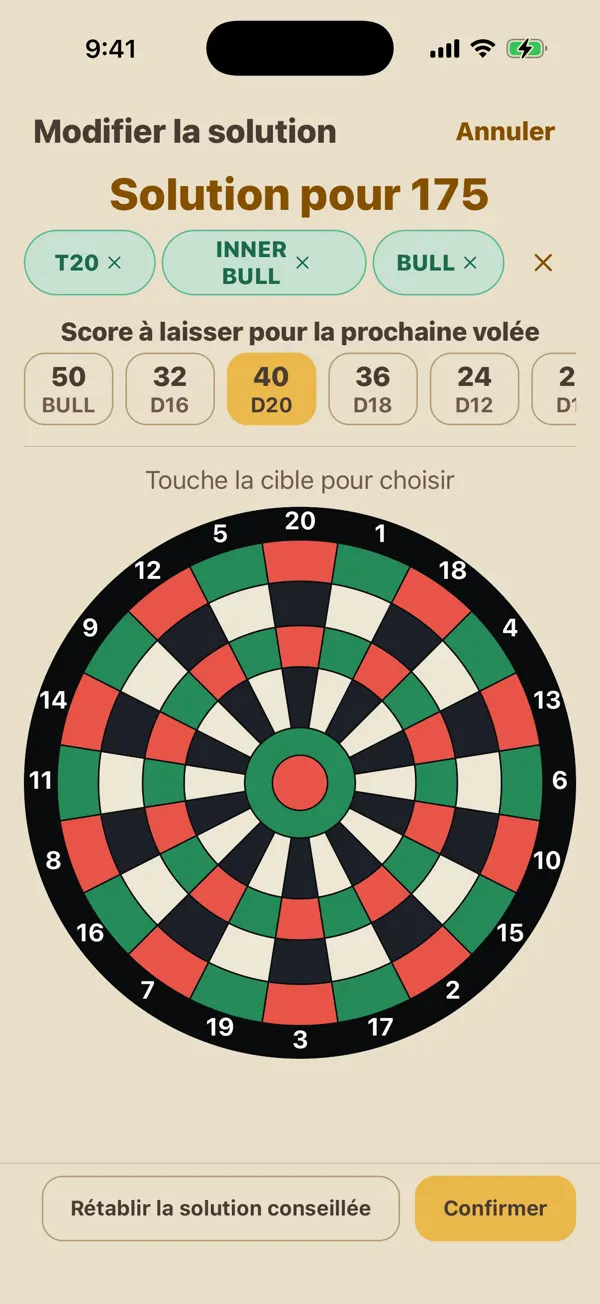 9:41
Modifier la solution
Annuler
Solution pour 175
T20 ×
INNER
BULL ×
BULL ×
×
Score à laisser pour la prochaine volée
50
BULL
32
D16
40
D20
36
D18
24
D12
Touche la cible pour choisir
20
1
18
4
13
6
10
15
2
17
3
19
7
16
8
11
14
9
12
5
Rétablir la solution conseillée
Confirmer